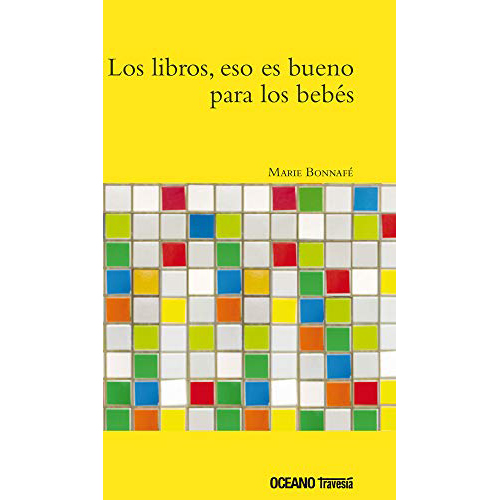 Los libros, eso es bueno
para los bebés
Marie Bonnafé
OCEANO Travesía